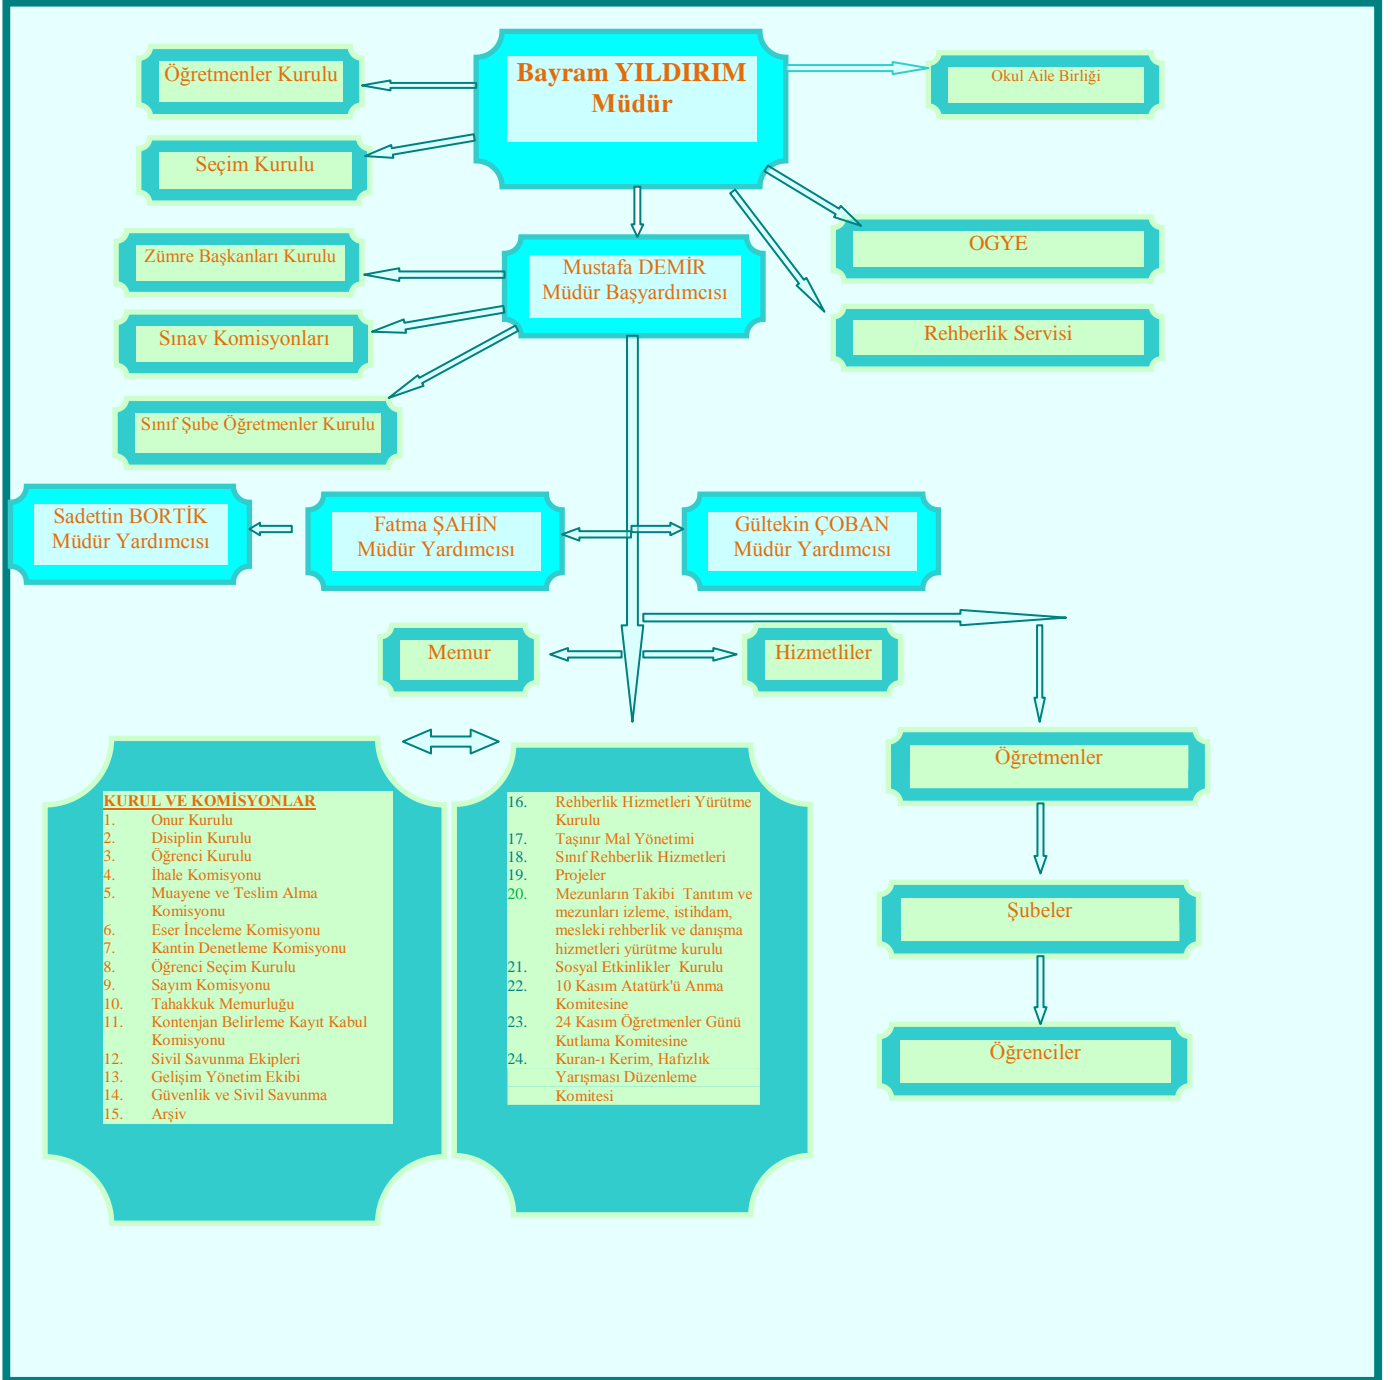 Bayram YILDIRIM
Müdür
Öğretmenler Kurulu
Okul Aile Birliği
Seçim Kurulu
OGYE
Zümre Başkanları Kurulu
Mustafa DEMİR
Müdür Başyardımcısı
Sınav Komisyonları
Rehberlik Servisi
Sınıf Şube Öğretmenler Kurulu
Sadettin BORTİK
Müdür Yardımcısı
Fatma ŞAHİN
Müdür Yardımcısı
Gültekin ÇOBAN
Müdür Yardımcısı
Memur
Hizmetliler
Öğretmenler
Şubeler
Öğrenciler
KURUL VE KOMİSYONLAR
1. Onur Kurulu
2. Disiplin Kurulu
3. Öğrenci Kurulu
4. İhale Komisyonu
5. Muayene ve Teslim Alma
Komisyonu
6. Eser İnceleme Komisyonu
7. Kantin Denetleme Komisyonu
8. Öğrenci Seçim Kurulu
9. Sayım Komisyonu
10. Tahakkuk Memurluğu
11. Kontenjan Belirleme Kayıt Kabul
Komisyonu
12. Sivil Savunma Ekipleri
13. Gelişim Yönetim Ekibi
14. Güvenlik ve Sivil Savunma
15. Arşiv
16. Rehberlik Hizmetleri Yürütme
Kurulu
17. Taşınır Mal Yönetimi
18. Sınıf Rehberlik Hizmetleri
19. Projeler
20. Mezunların Takibi Tanıtım ve
mezunları izleme, istihdam,
mesleki rehberlik ve danışma
hizmetleri yürütme kurulu
21. Sosyal Etkinlikler Kurulu
22. 10 Kasım Atatürk'ü Anma
Komitesine
23. 24 Kasım Öğretmenler Günü
Kutlama Komitesine
24. Kuran-ı Kerim, Hafızlık
Yarışması Düzenleme
Komitesi